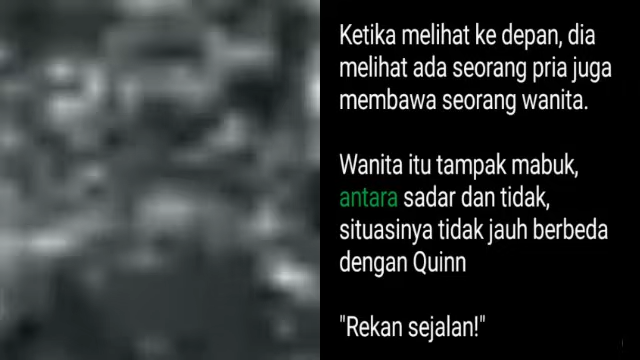 Ketika melihat ke depan, dia
melihat ada seorang pria juga
membawa seorang wanita.
Wanita itu tampak mabuk,
antara sadar dan tidak,
situasinya tidak jauh berbeda
dengan Quinn
"Rekan sejalan!"